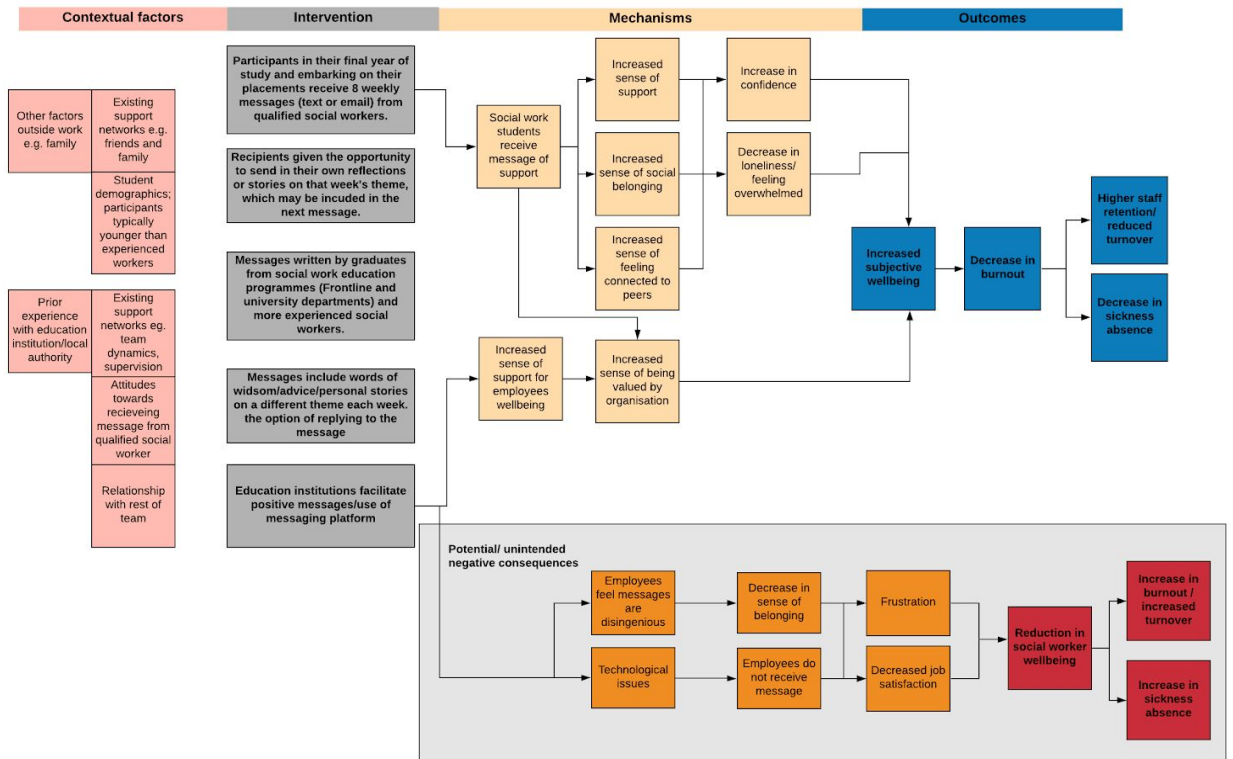 Contextual factors
Intervention
Mechanisms
Outcomes
Other factors
outside work
e.g. family
Existing
support
networks e.g.
friends and
family
Student
demographics;
participants
typically
younger than
experienced
workers
Prior
experience
with education
institution/local
authority
Existing
support
networks eg.
team
dynamics,
supervision
Attitudes
towards
recieveing
message from
qualified social
worker
Relationship
with rest of
team
Participants in their final year of
study and embarking on their
placements receive 8 weekly
messages (text or email) from
qualified social workers.
Recipients given the opportunity
to send in their own reflections
or stories on that week's theme,
which may be incuded in the
next message.
Messages written by graduates
from social work education
programmes (Frontline and
university departments) and
more experienced social
workers.
Messages include words of
widsom/advice/personal stories
on a different theme each week.
the option of replying to the
message
Education institutions facilitate
positive messages/use of
messaging platform
Social work
students
receive
message of
support
Increased
sense of
support for
employees
wellbeing
Increased
sense of
support
Increased
sense of social
belonging
Increased
sense of
feeling
connected to
peers
Increased
sense of being
valued by
organisation
Increase in
confidence
Decrease in
loneliness/
feeling
overwhelmed
Increased
subjective
wellbeing
Decrease in
burnout
Higher staff
retention/
reduced
turnover
Decrease in
sickness
absence
Potential/ unintended
negative consequences
Employees
feel messages
are
disingenious
Technological
issues
Decrease in
sense of
belonging
Employees do
not receive
message
Frustration
Decreased job
satisfaction
Reduction in
social worker
wellbeing
Increase in
burnout /
increased
turnover
Increase in
sickness
absence